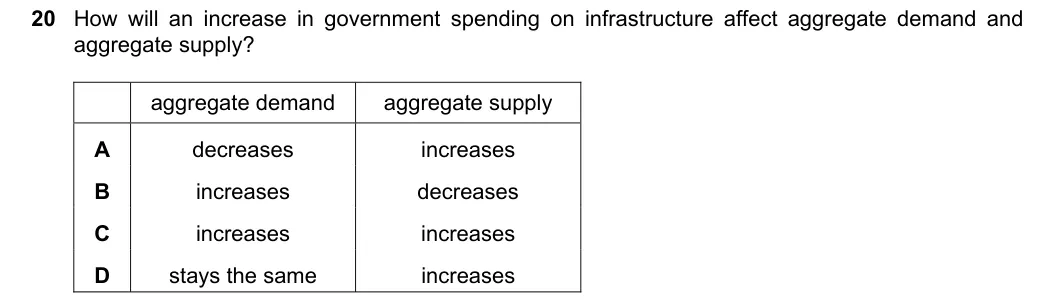 20 How will an increase in government spending on infrastructure affect aggregate demand and
aggregate supply?
aggregate demand aggregate supply
A decreases increases
B increases decreases
C increases increases
D stays the same increases